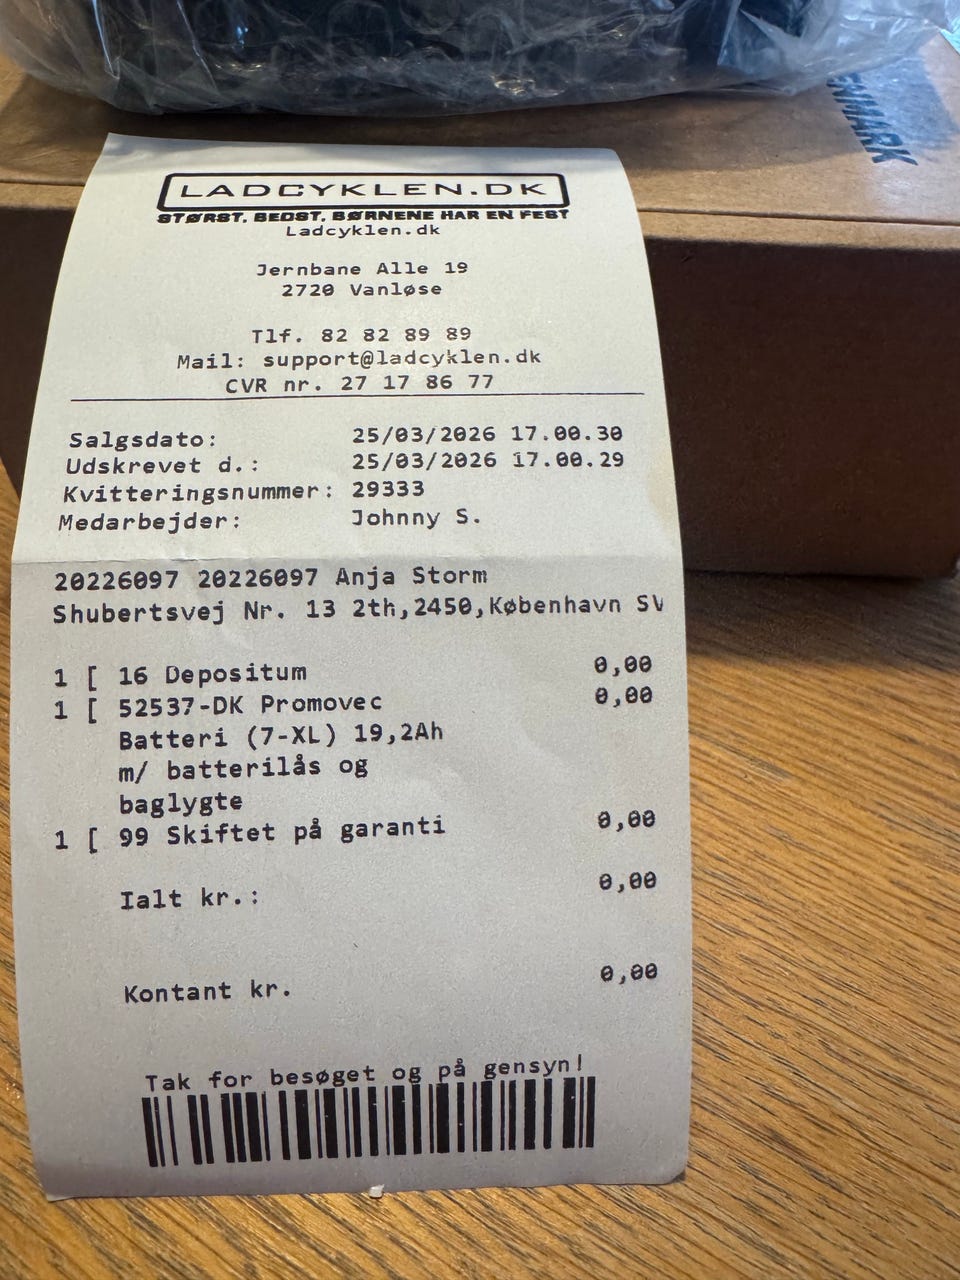 LADCYKLEN.DK
STØRST, BEDST, BØRNENE HAR EN FEST
Ladcyklen.dk
Jernbane Alle 19
2720 Vanløse
Tlf. 82 82 89 89
Mail: support@ladcyklen.dk
CVR nr. 27 17 86 77
Salgsdato: 25/03/2026 17.00.30
Udskrevet d.: 25/03/2026 17.00.29
Kvitteringsnummer: 29333
Medarbejder: Johnny S.
20226097 20226097 Anja Storm
Shubertsvej Nr. 13 2th,2450,København SV
1 [ 16 Depositum 0,00
1 [ 52537-DK Promovec 0,00
Batteri (7-XL) 19,2Ah
m/ batterilås og
baglygte
1 [ 99 Skiftet på garanti 0,00
Ialt kr.: 0,00
Kontant kr. 0,00
Tak for besøget og på gensyn!